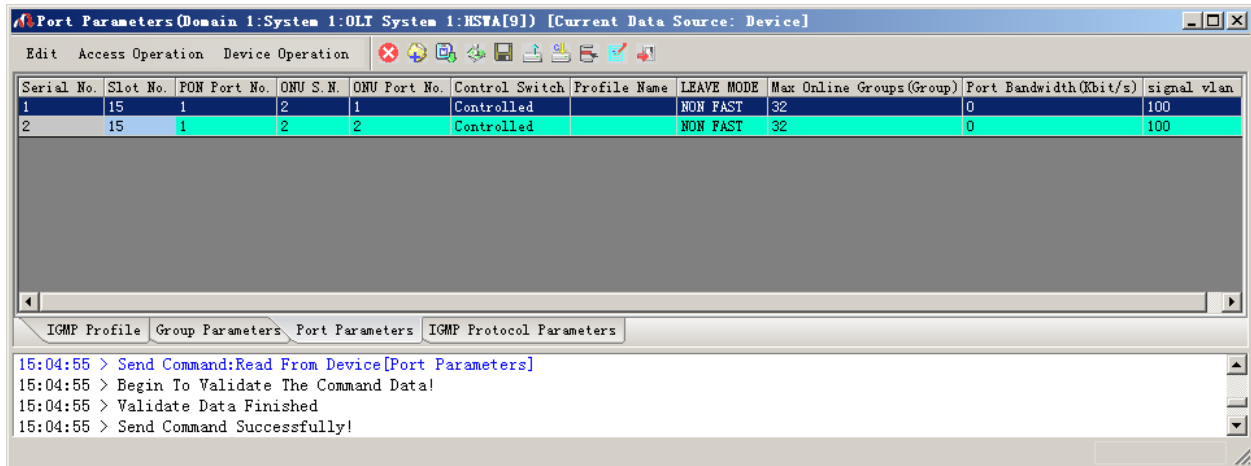 Port Parameters(Domain 1:System 1:OLT System 1:HSWA[9]) [Current Data Source: Device]
Edit Access Operation Device Operation
Serial No. Slot No. PON Port No. ONU S.N. ONU Port No. Control Switch Profile Name LEAVE MODE Max Online Groups(Group) Port Bandwidth(Kbit/s) signal vlan
1 15 1 2 1 Controlled NON FAST 32 0 100
2 15 1 2 2 Controlled NON FAST 32 0 100
IGMP Profile Group Parameters Port Parameters IGMP Protocol Parameters
15:04:55 > Send Command:Read From Device[Port Parameters]
15:04:55 > Begin To Validate The Command Data!
15:04:55 > Validate Data Finished
15:04:55 > Send Command Successfully!